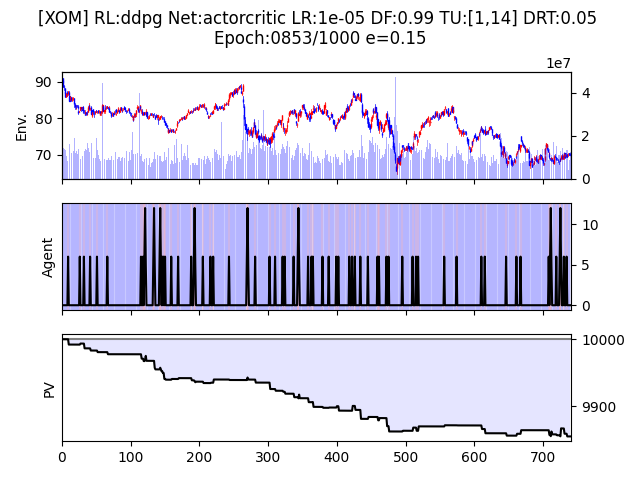 [XOM] RL:ddpg Net:actorcritic LR:1e-05 DF:0.99 TU:[1,14] DRT:0.05
Epoch:0853/1000 e=0.15
1e7
Env.
90
80
70
4
2
0
Agent
10
5
0
PV
10000
9900
0 100 200 300 400 500 600 700